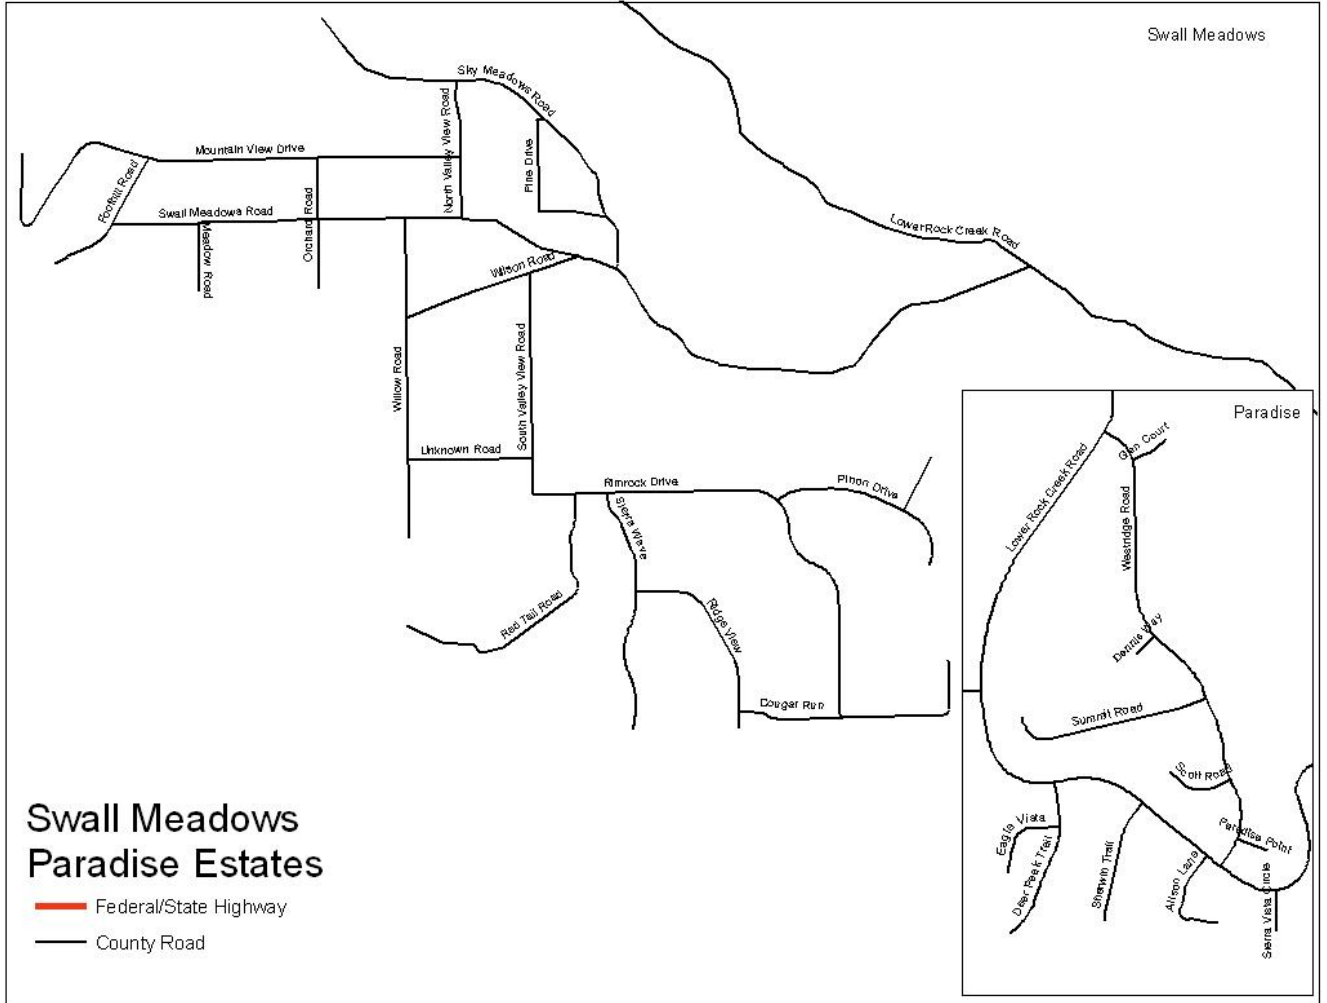 Swall Meadows
Sky Meadows Road
North Valley View Road
Pine Drive
Mountain View Drive
Foothill Road
Swall Meadows Road
Meadow Road
Orchard Road
Lower Rock Creek Road
Wilson Road
Willow Road
South Valley View Road
Unknown Road
Rimrock Drive
Pinon Drive
Sierra Wave
Red Tail Road
Ridge View
Cougar Run
Paradise
Glen Court
Lower Rock Creek Road
Westridge Road
Dennis Way
Summit Road
Scott Road
Paradise Point
Eagle Vista
Deer Peak Trail
Sherwin Trail
Allson Lane
Sierra Vista Circle
Swall Meadows
Paradise Estates
Federal/State Highway
County Road